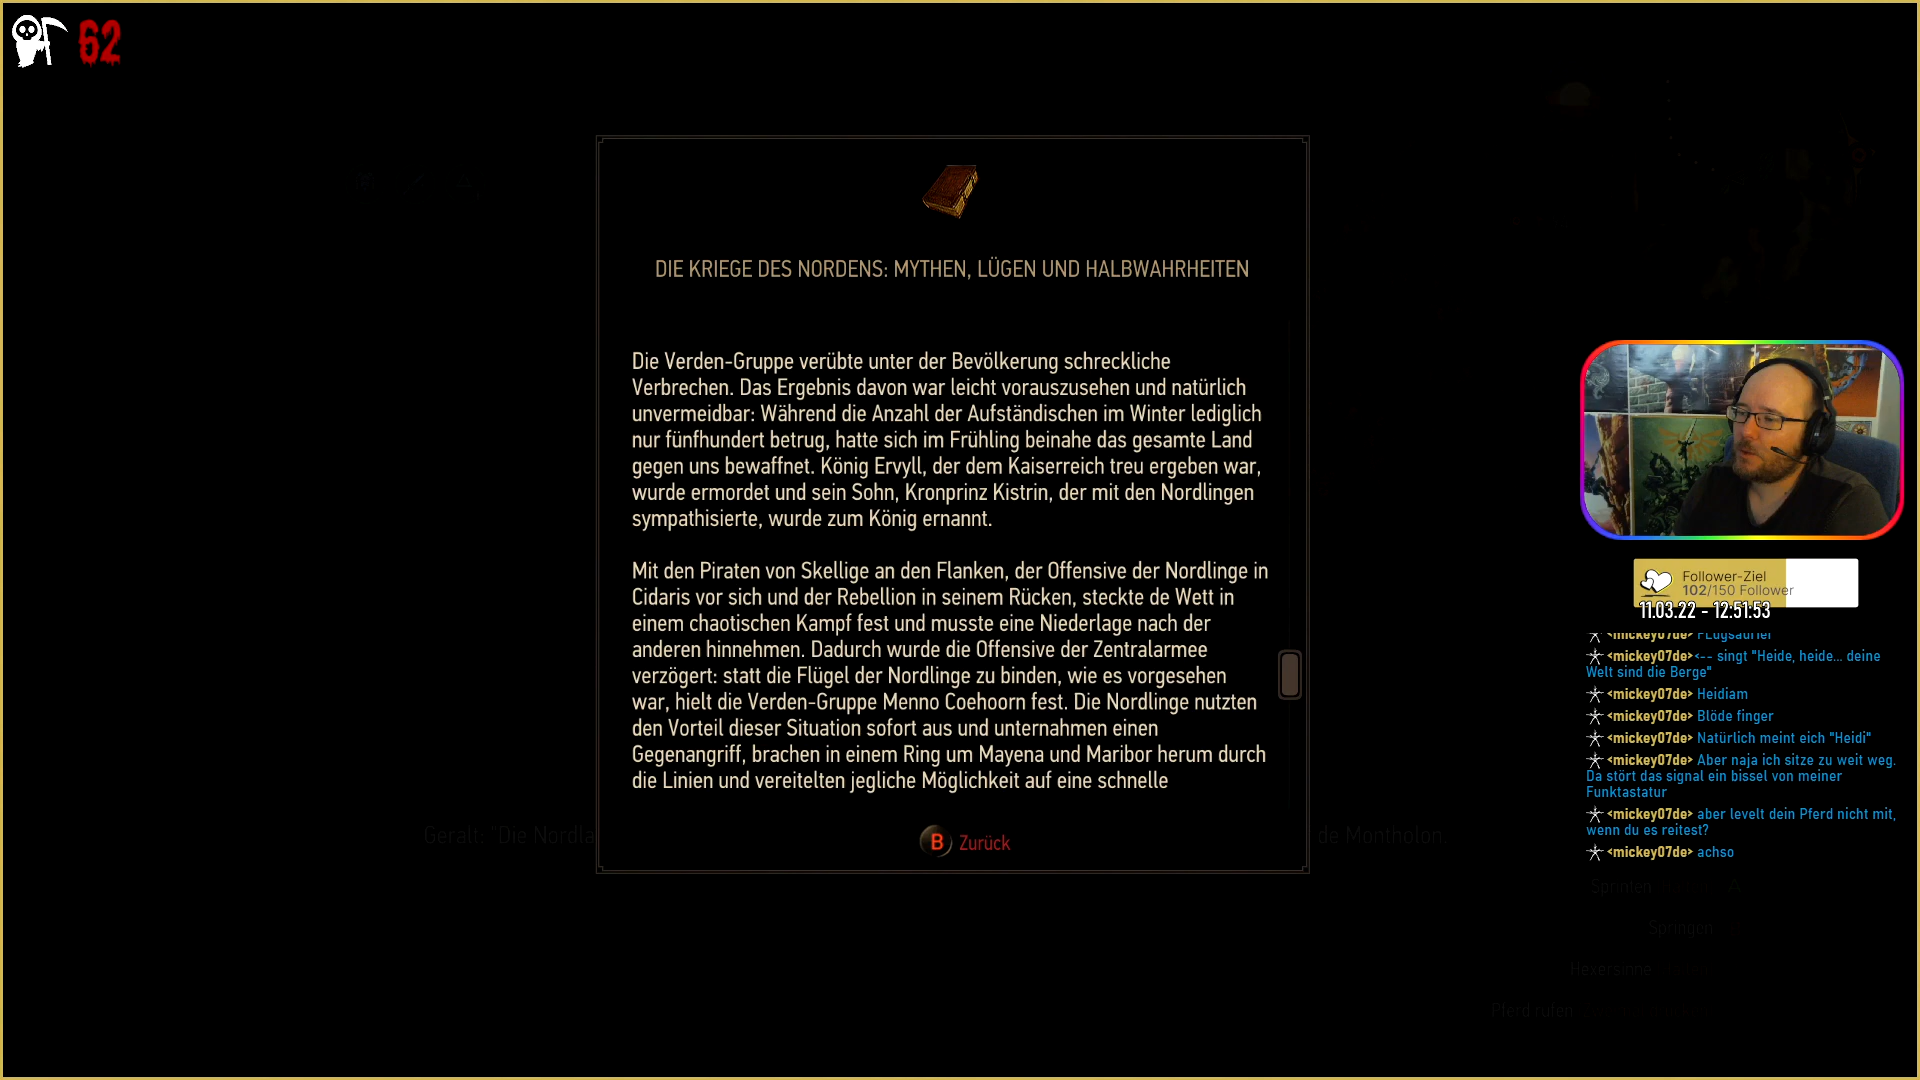 62
DIE KRIEGE DES NORDENS: MYTHEN, LÜGEN UND HALBWAHRHEITEN
Die Verden-Gruppe verübte unter der Bevölkerung schreckliche
Verbrechen. Das Ergebnis davon war leicht vorauszusehen und natürlich
unvermeidbar: Während die Anzahl der Aufständischen im Winter lediglich
nur fünfhundert betrug, hatte sich im Frühling beinahe das gesamte Land
gegen uns bewaffnet. König Ervyll, der dem Kaiserreich treu ergeben war,
wurde ermordet und sein Sohn, Kronprinz Kistrin, der mit den Nordlingen
sympathisierte, wurde zum König ernannt.
Mit den Piraten von Skellige an den Flanken, der Offensive der Nordlinge in
Cidaris vor sich und der Rebellion in seinem Rücken, steckte de Wett in
einem chaotischen Kampf fest und musste eine Niederlage nach der
anderen hinnehmen. Dadurch wurde die Offensive der Zentralarmee
verzögert: statt die Flügel der Nordlinge zu binden, wie es vorgesehen
war, hielt die Verden-Gruppe Menno Coehoorn fest. Die Nordlinge nutzten
den Vorteil dieser Situation sofort aus und unternahmen einen
Gegenangriff, brachen in einem Ring um Mayena und Maribor herum durch
die Linien und vereitelten jegliche Möglichkeit auf eine schnelle
B Zurück
Geralt: "Die Nordla
de Montholon.
Follower-Ziel
102/150 Follower
11.03.22 - 12:51:53
<mickey07de> FLugsaurier
<mickey07de><-- singt "Heide, heide... deine
Welt sind die Berge"
<mickey07de> Heidiam
<mickey07de> Blöde finger
<mickey07de> Natürlich meint eich "Heidi"
<mickey07de> Aber naja ich sitze zu weit weg.
Da stört das signal ein bissel von meiner
Funktastatur
<mickey07de> aber levelt dein Pferd nicht mit,
wenn du es reitest?
<mickey07de> achso
Sprinten
Springen
Hexersinne
Pferd rufen